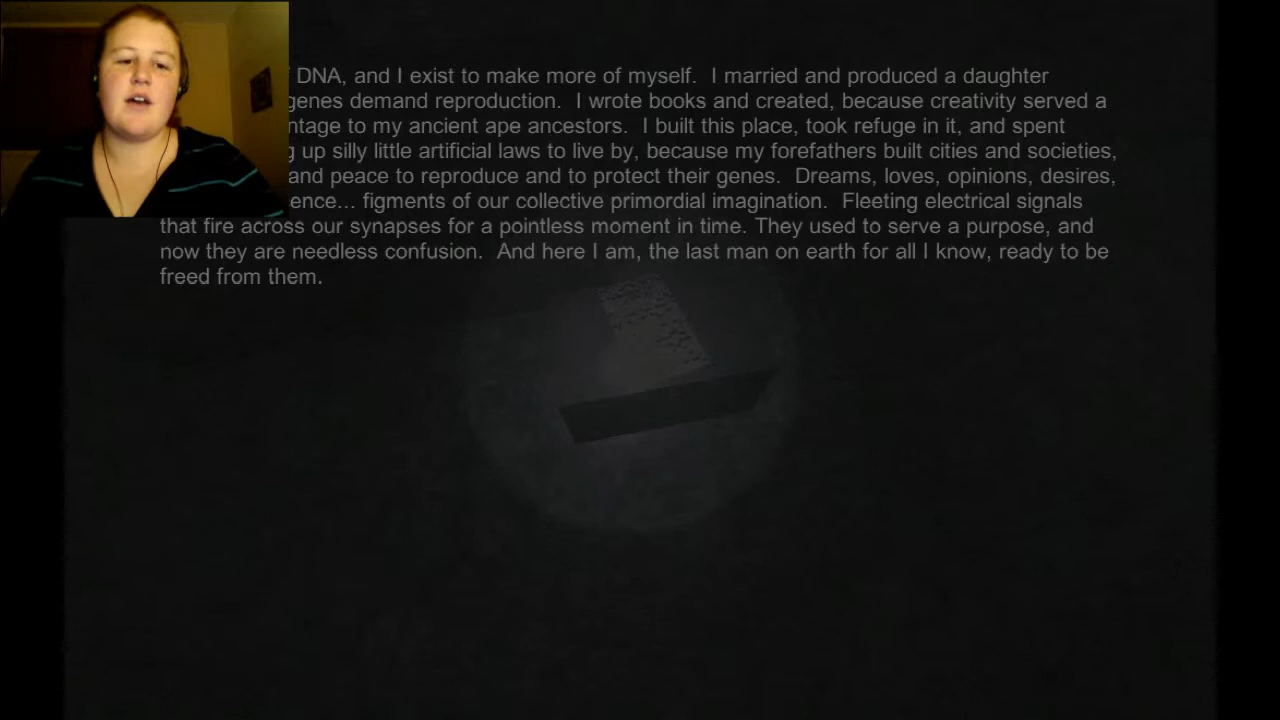 DNA, and I exist to make more of myself.  I married and produced a daughter
genes demand reproduction.  I wrote books and created, because creativity served a
to my ancient ape ancestors.  I built this place, took refuge in it, and spent
up silly little artificial laws to live by, because my forefathers built cities and societies,
and peace to reproduce and to protect their genes.  Dreams, loves, opinions, desires,
figments of our collective primordial imagination.  Fleeting electrical signals
that fire across our synapses for a pointless moment in time. They used to serve a purpose, and
now they are needless confusion.  And here I am, the last man on earth for all I know, ready to be
freed from them.